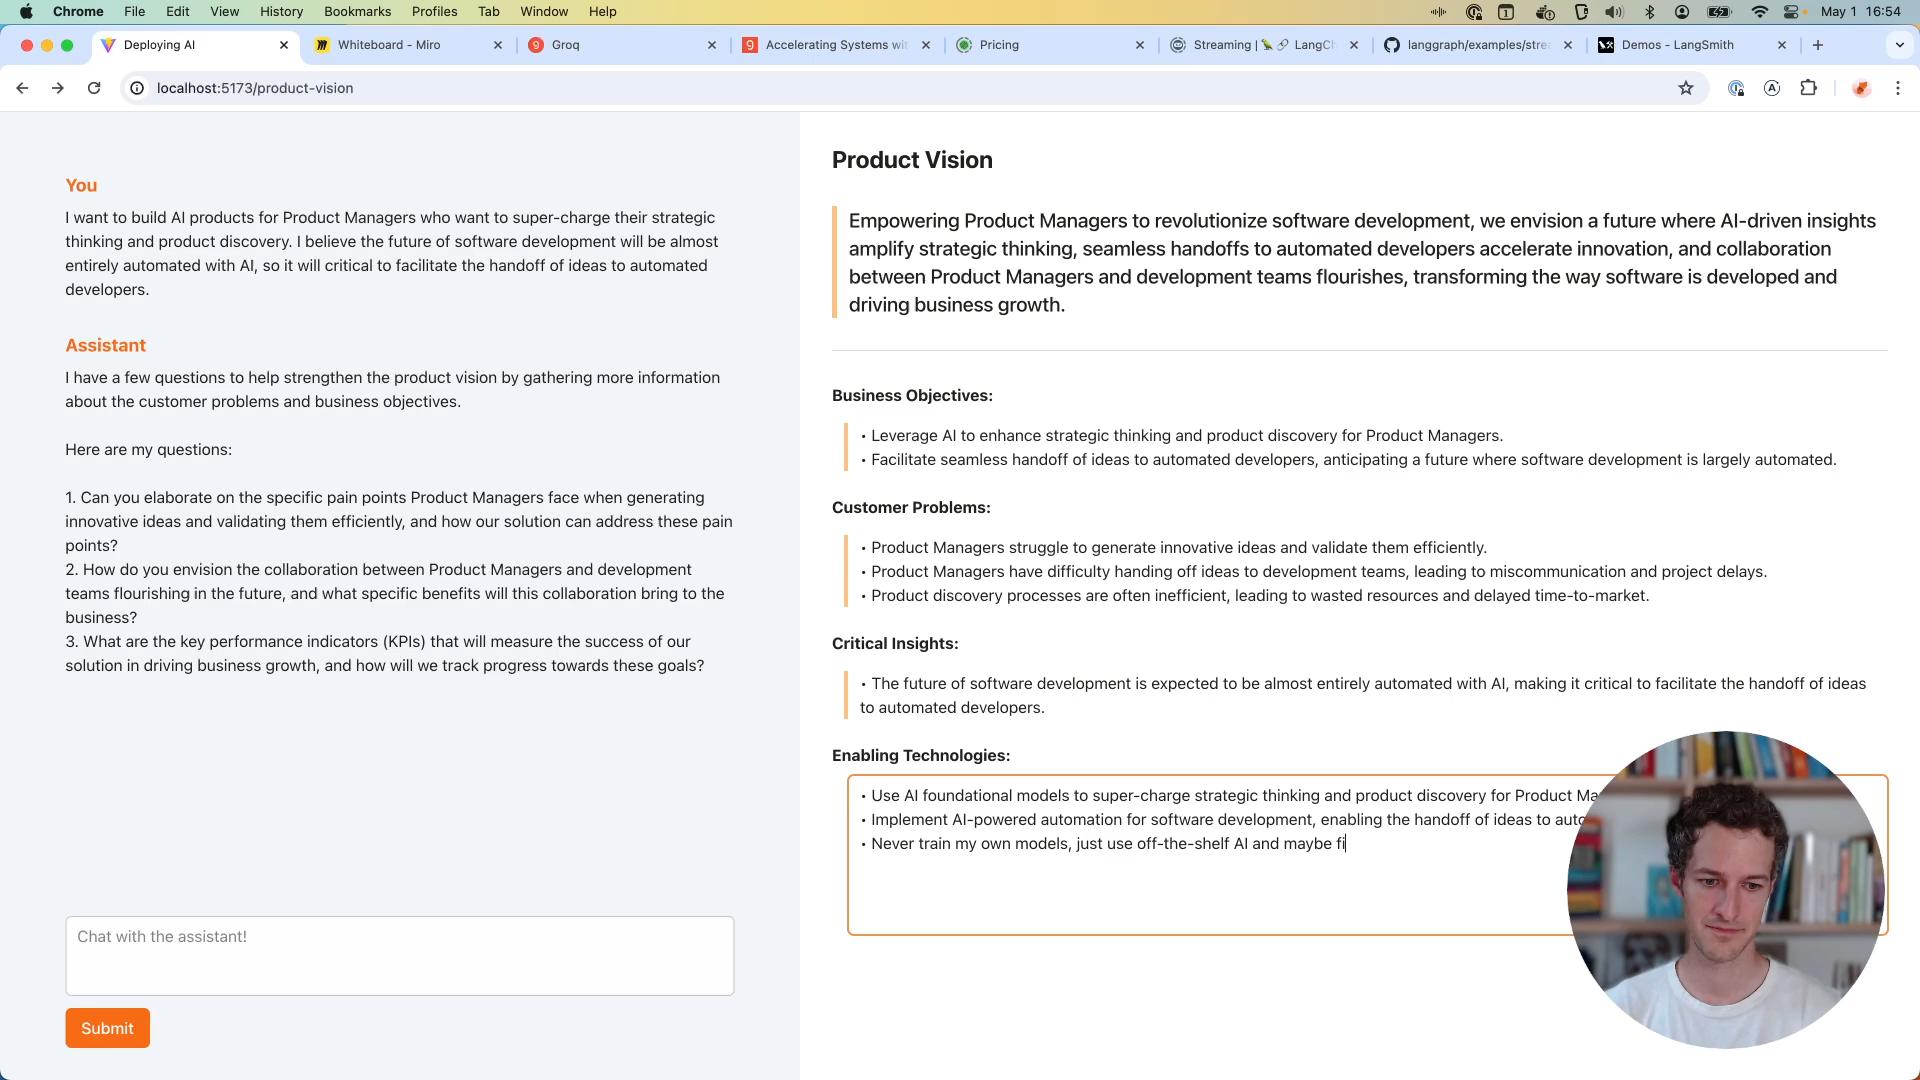 Chrome File Edit View History Bookmarks Profiles Tab Window Help May 1 16:54
Deploying AI Whiteboard - Miro Groq Accelerating Systems wit Pricing Streaming | LangCh langgraph/examples/strea Demos - LangSmith
localhost:5173/product-vision
You
I want to build AI products for Product Managers who want to super-charge their strategic
thinking and product discovery. I believe the future of software development will be almost
entirely automated with AI, so it will critical to facilitate the handoff of ideas to automated
developers.
Assistant
I have a few questions to help strengthen the product vision by gathering more information
about the customer problems and business objectives.
Here are my questions:
1. Can you elaborate on the specific pain points Product Managers face when generating
innovative ideas and validating them efficiently, and how our solution can address these pain
points?
2. How do you envision the collaboration between Product Managers and development
teams flourishing in the future, and what specific benefits will this collaboration bring to the
business?
3. What are the key performance indicators (KPIs) that will measure the success of our
solution in driving business growth, and how will we track progress towards these goals?
Chat with the assistant!
Submit
Product Vision
Empowering Product Managers to revolutionize software development, we envision a future where AI-driven insights
amplify strategic thinking, seamless handoffs to automated developers accelerate innovation, and collaboration
between Product Managers and development teams flourishes, transforming the way software is developed and
driving business growth.
Business Objectives:
• Leverage AI to enhance strategic thinking and product discovery for Product Managers.
• Facilitate seamless handoff of ideas to automated developers, anticipating a future where software development is largely automated.
Customer Problems:
• Product Managers struggle to generate innovative ideas and validate them efficiently.
• Product Managers have difficulty handing off ideas to development teams, leading to miscommunication and project delays.
• Product discovery processes are often inefficient, leading to wasted resources and delayed time-to-market.
Critical Insights:
• The future of software development is expected to be almost entirely automated with AI, making it critical to facilitate the handoff of ideas
to automated developers.
Enabling Technologies:
• Use AI foundational models to super-charge strategic thinking and product discovery for Product Ma
• Implement AI-powered automation for software development, enabling the handoff of ideas to auto
• Never train my own models, just use off-the-shelf AI and maybe fi